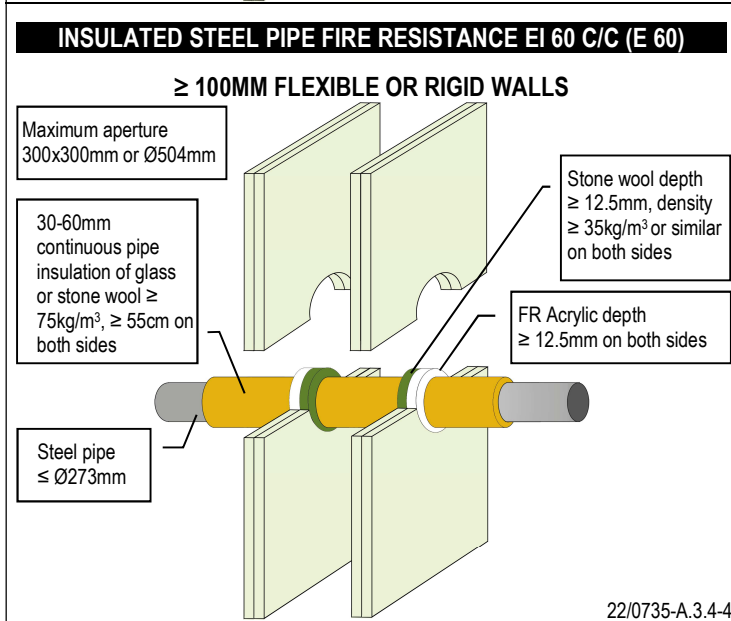 INSULATED STEEL PIPE FIRE RESISTANCE EI 60 C/C (E 60)
≥ 100MM FLEXIBLE OR RIGID WALLS
Maximum aperture
300x300mm or Ø504mm
30-60mm
continuous pipe
insulation of glass
or stone wool ≥
75kg/m³, ≥ 55cm on
both sides
Steel pipe
≤ Ø273mm
Stone wool depth
≥ 12.5mm, density
≥ 35kg/m³ or similar
on both sides
FR Acrylic depth
≥ 12.5mm on both sides
22/0735-A.3.4-4